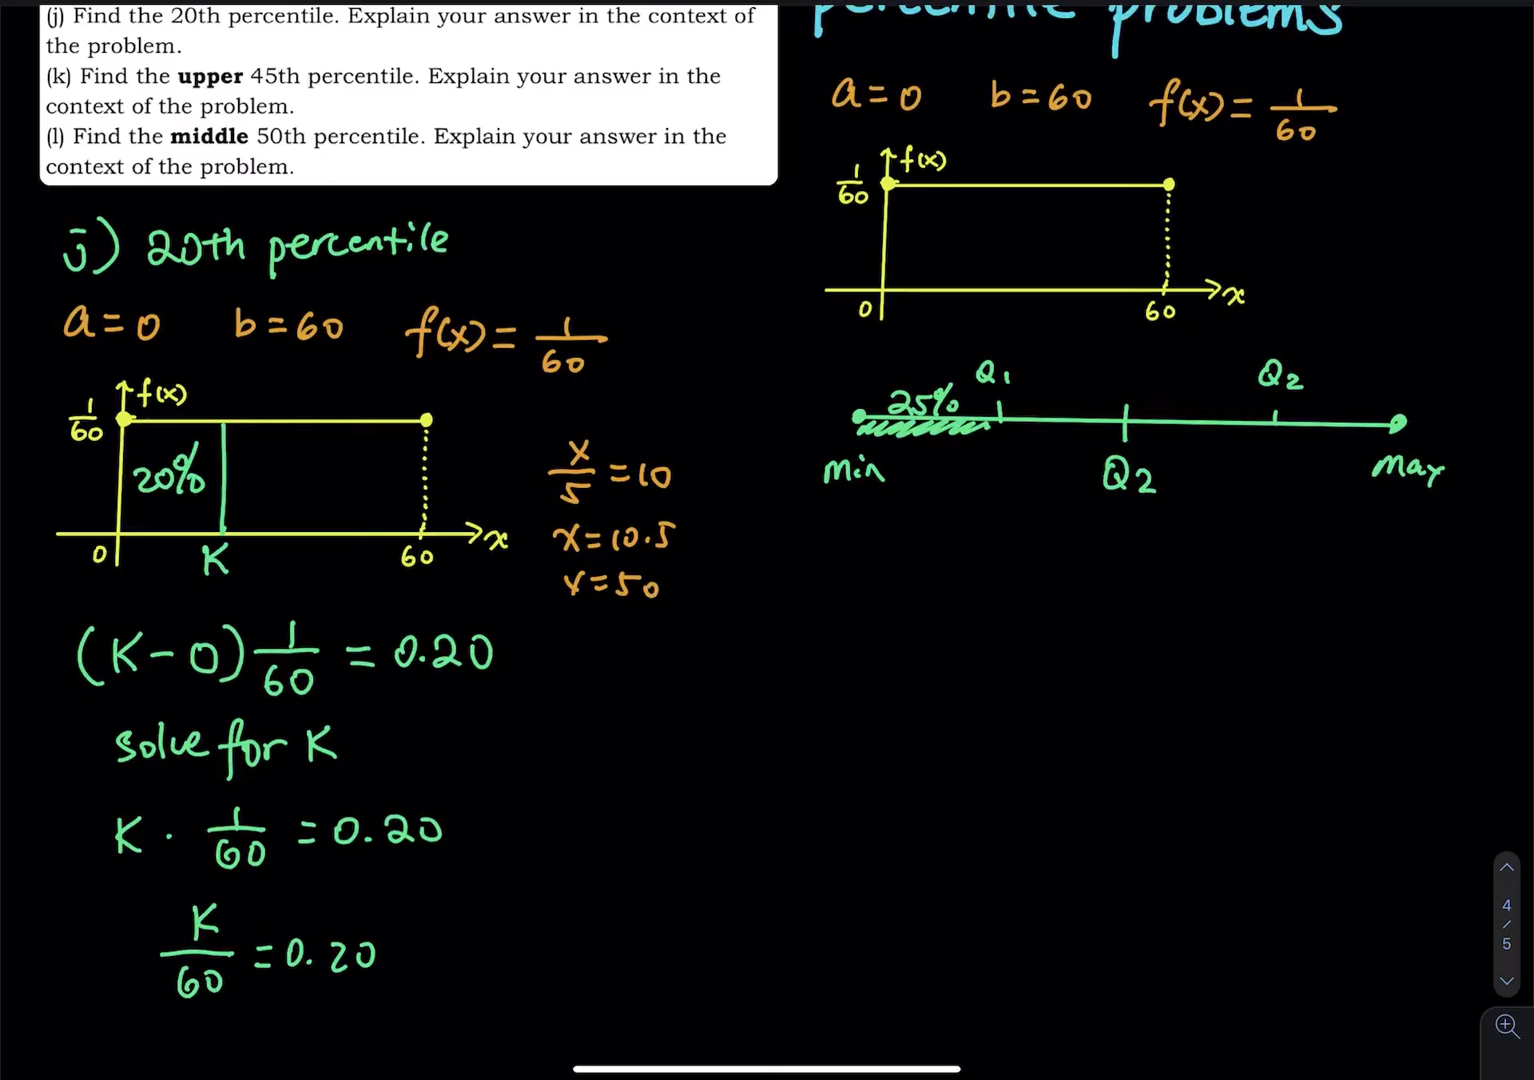 (j) Find the 20th percentile. Explain your answer in the context of
the problem.
(k) Find the upper 45th percentile. Explain your answer in the
context of the problem.
(l) Find the middle 50th percentile. Explain your answer in the
context of the problem.
j) 20th percentile
a = 0 b = 60 f(x) = 1/60
f(x)
1/60
20%
0 K 60 x
x/5 = 10
x = 10.5
x = 50
(K - 0) 1/60 = 0.20
solve for K
K · 1/60 = 0.20
K/60 = 0.20
percentile problems
a = 0 b = 60 f(x) = 1/60
f(x)
1/60
0 60 x
25% Q1 Q2
Min Q2 Max
4
/
5